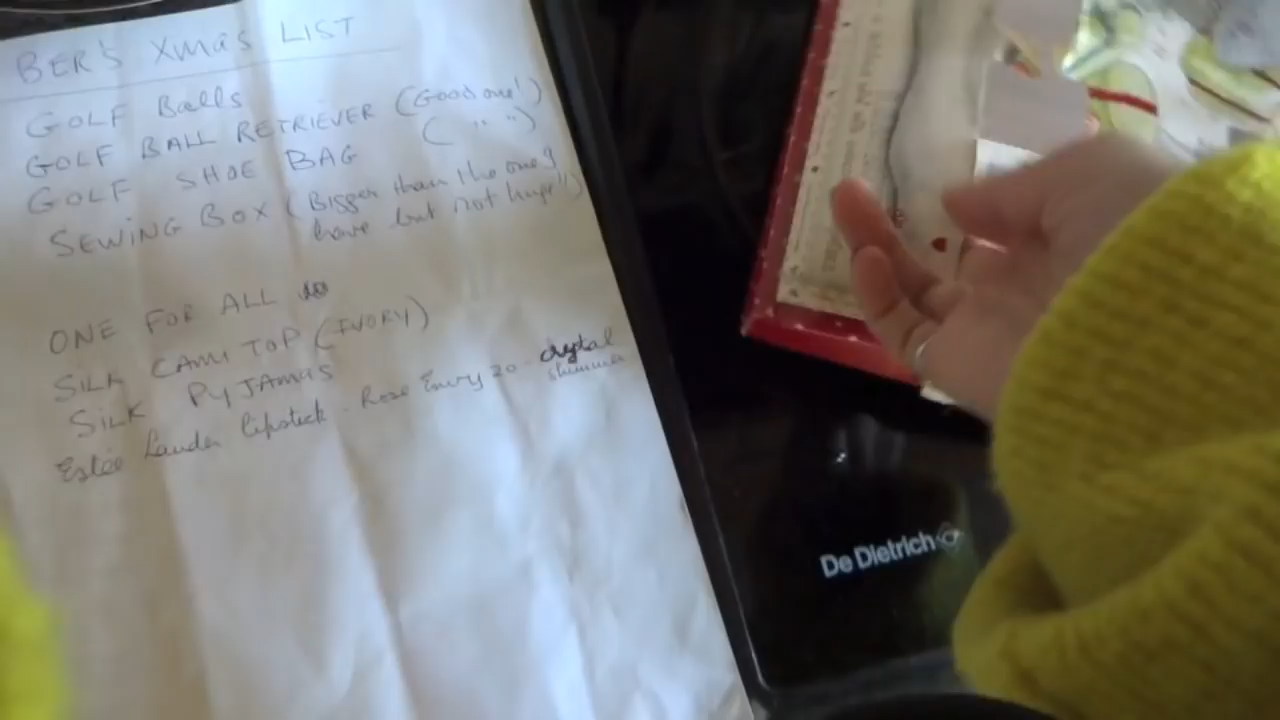 BER'S Xmas LIST
GOLF Balls
GOLF BALL RETRIEVER (Good one!)
GOLF SHOE BAG ( " " )
SEWING BOX (Bigger than the one I
have but not huge!!)
ONE FOR ALL
SILK CAMI TOP (IVORY)
SILK PYJAMAS
Estée Lauder lipstick - Rose Envy 20 - crystal
shimmer
De Dietrich